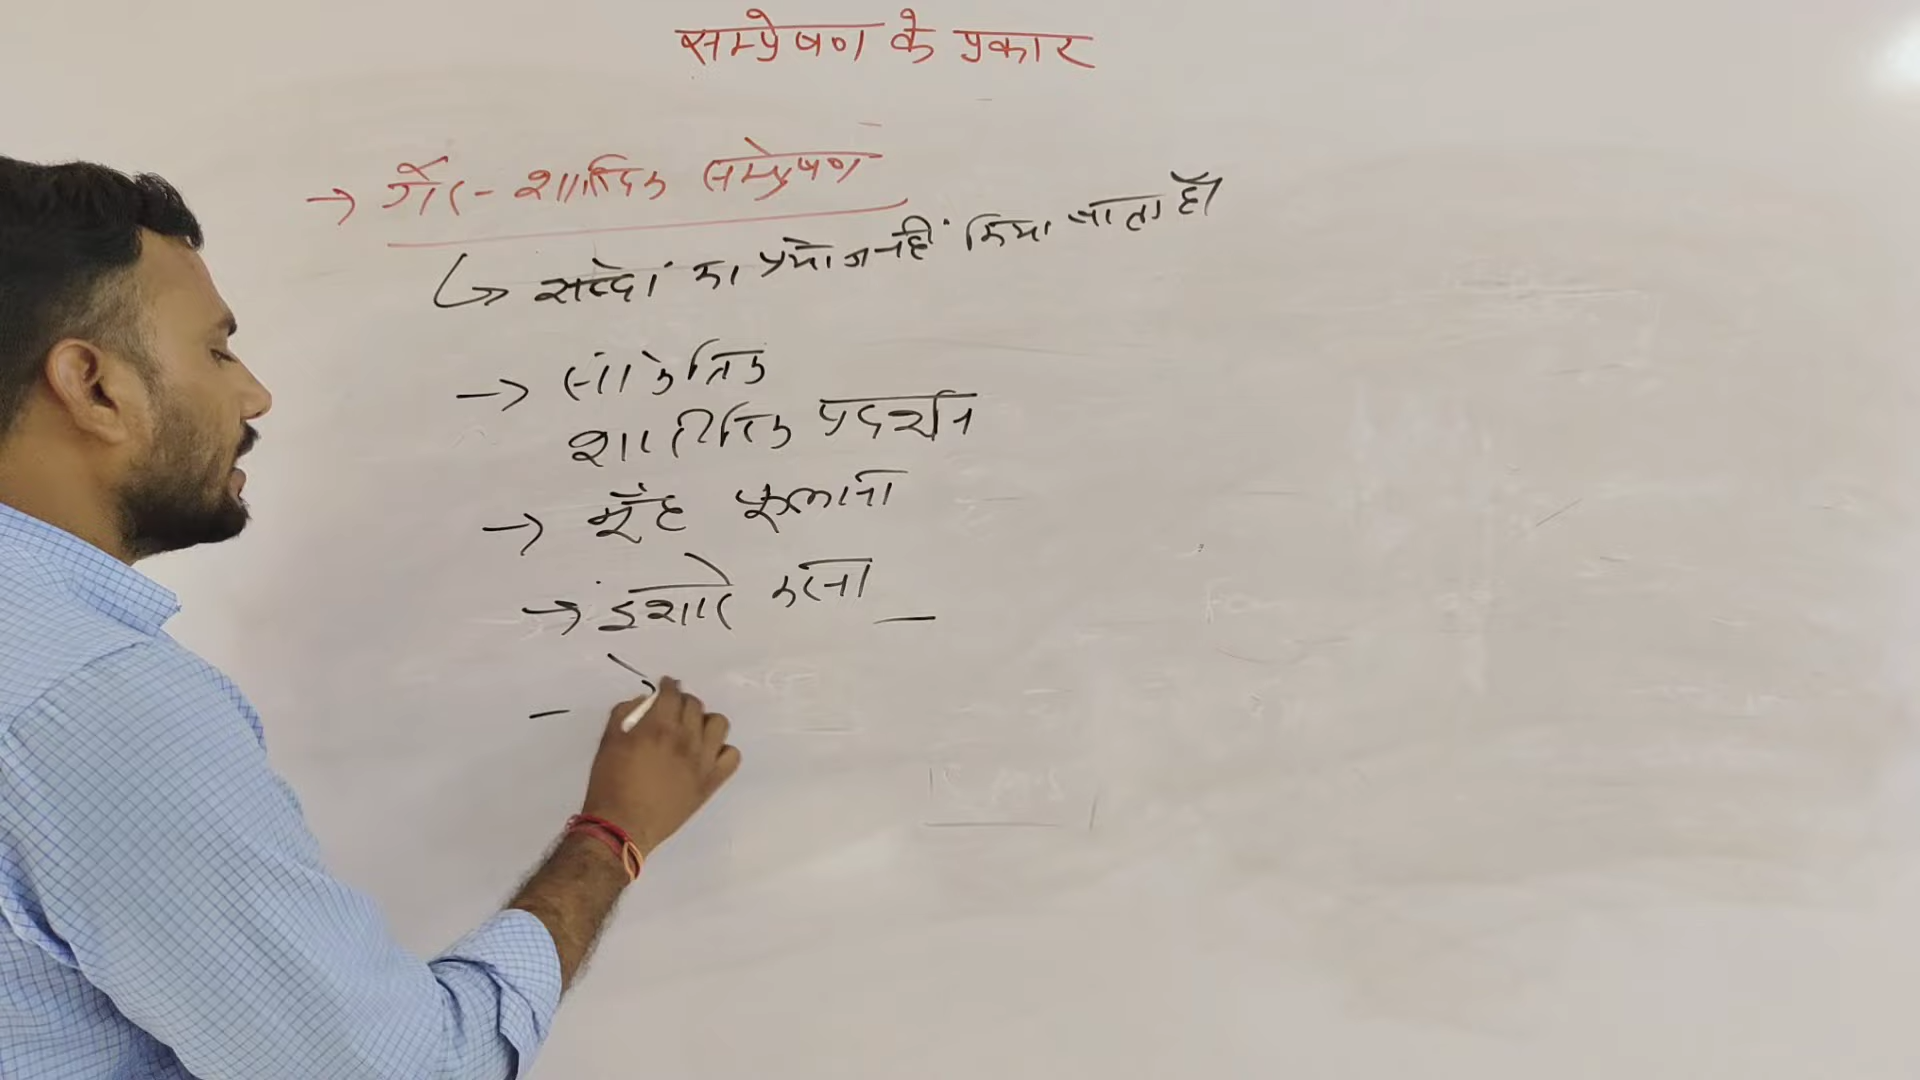 सम्प्रेषण के प्रकार
→ गैर-शाब्दिक सम्प्रेषण
↳ शब्दों का प्रयोग नहीं किया जाता है।
→ सांकेतिक
शारीरिक प्रदर्शन
→ मुँह फुलाना
→ इशारे करना _
-